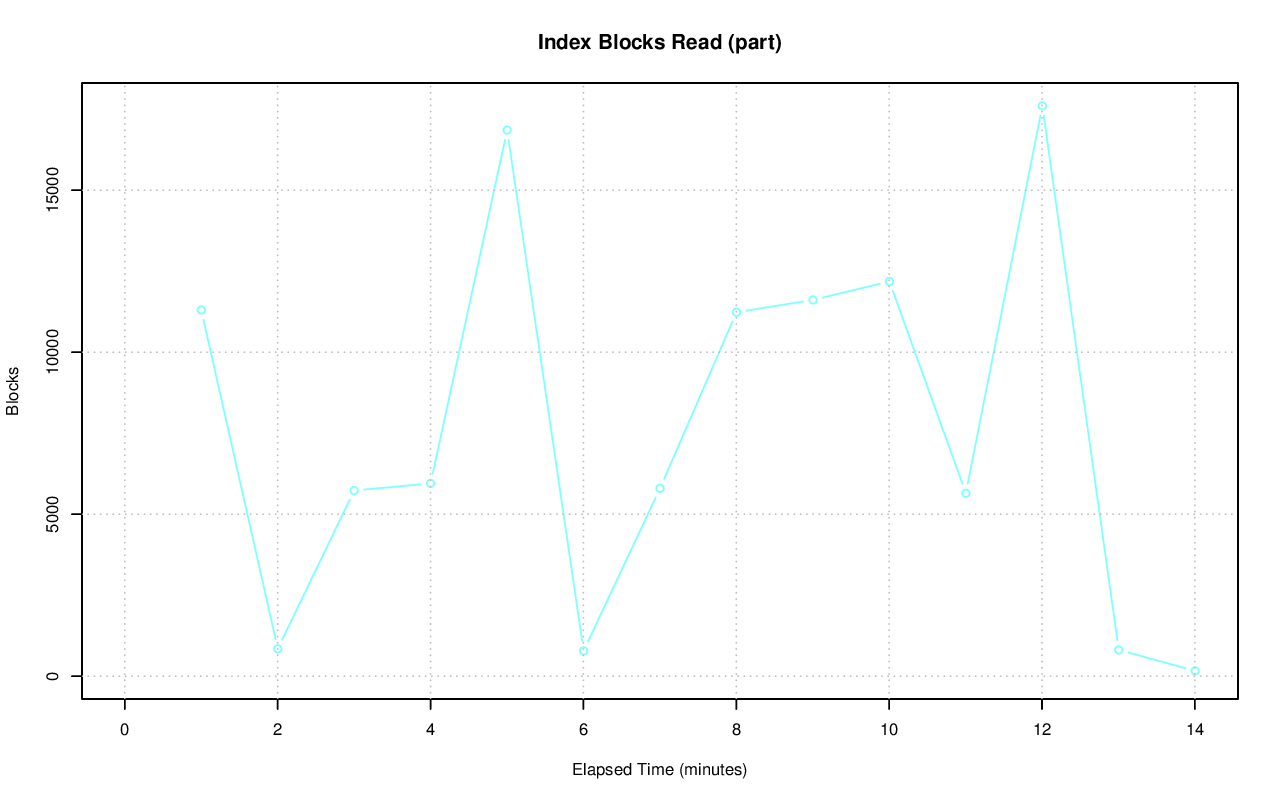 Index Blocks Read (part)
Blocks
15000
10000
5000
0
0 2 4 6 8 10 12 14
Elapsed Time (minutes)